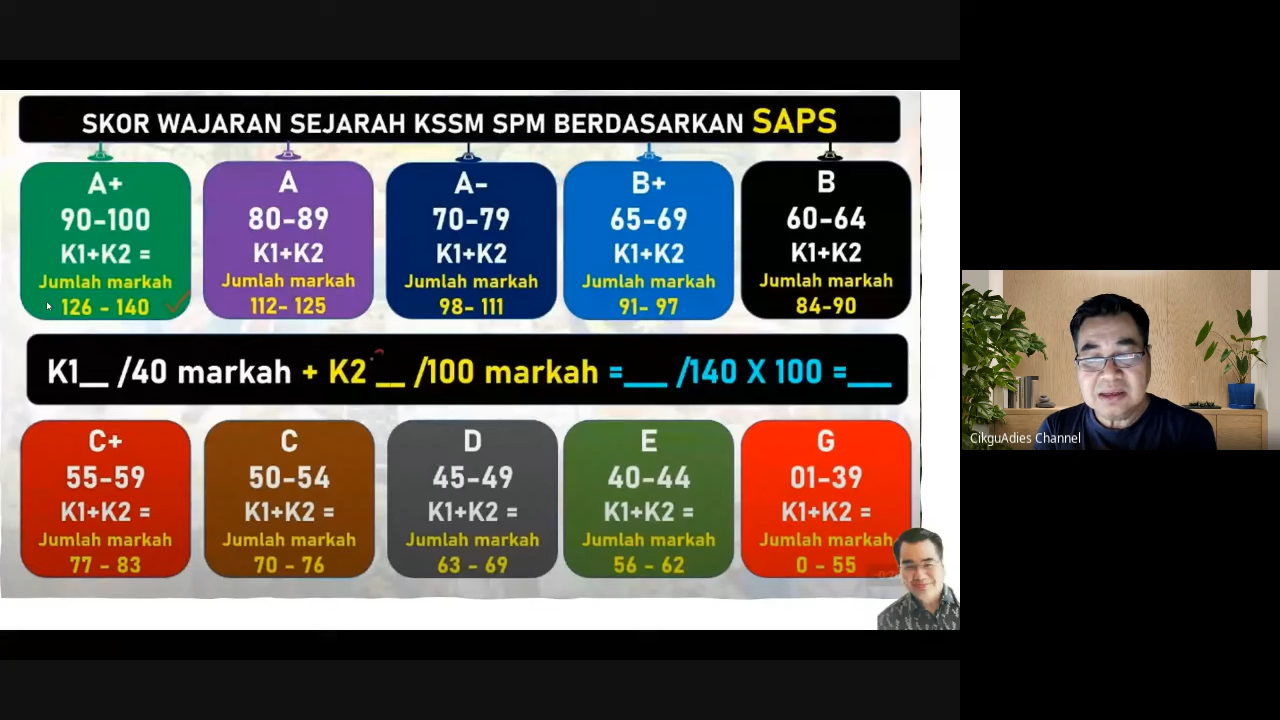 SKOR WAJARAN SEJARAH KSSM SPM BERDASARKAN SAPS
A+
90-100
K1+K2 =
Jumlah markah
126 - 140
A
80-89
K1+K2
Jumlah markah
112- 125
A-
70-79
K1+K2
Jumlah markah
98- 111
B+
65-69
K1+K2
Jumlah markah
91- 97
B
60-64
K1+K2
Jumlah markah
84-90
K1__ /40 markah + K2 __ /100 markah =___ /140 X 100 =___
C+
55-59
K1+K2 =
Jumlah markah
77 - 83
C
50-54
K1+K2 =
Jumlah markah
70 - 76
D
45-49
K1+K2 =
Jumlah markah
63 - 69
E
40-44
K1+K2 =
Jumlah markah
56 - 62
G
01-39
K1+K2 =
Jumlah markah
0 - 55
CikguAdies Channel